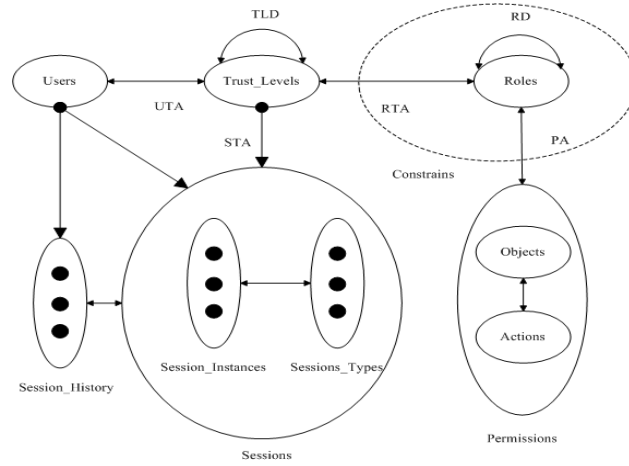 TLD
RD
Users
Trust_Levels
Roles
UTA
RTA
STA
PA
Constrains
Objects
Actions
Session_Instances
Sessions_Types
Session_History
Sessions
Permissions